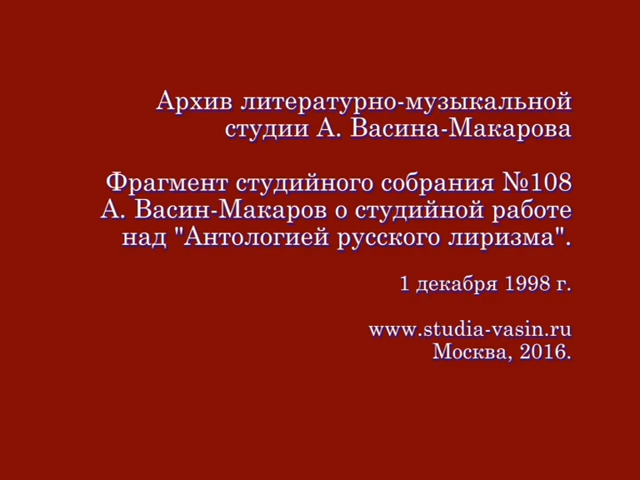 Архив литературно-музыкальной
студии А. Васина-Макарова
Фрагмент студийного собрания №108
А. Васин-Макаров о студийной работе
над "Антологией русского лиризма".
1 декабря 1998 г.
www.studia-vasin.ru
Москва, 2016.